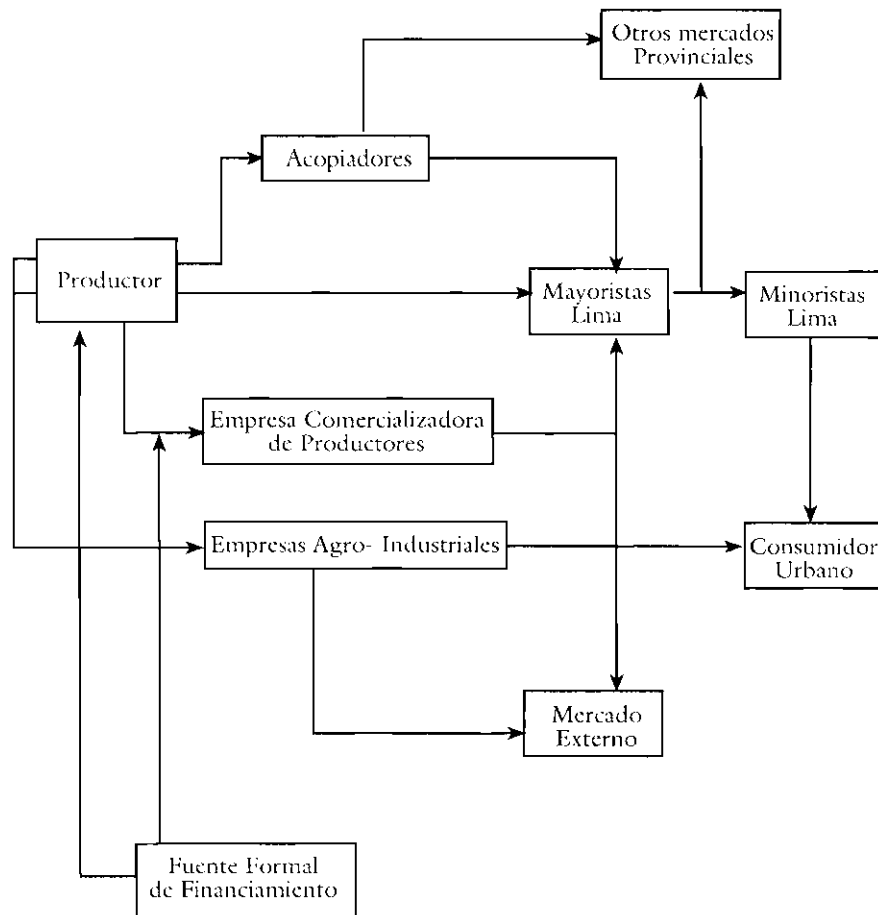 Otros mercados
Provinciales
Acopiadores
Productor
Mayoristas
Lima
Minoristas
Lima
Empresa Comercializadora
de Productores
Empresas Agro- Industriales
Consumidor
Urbano
Mercado
Externo
Fuente Formal
de Financiamiento